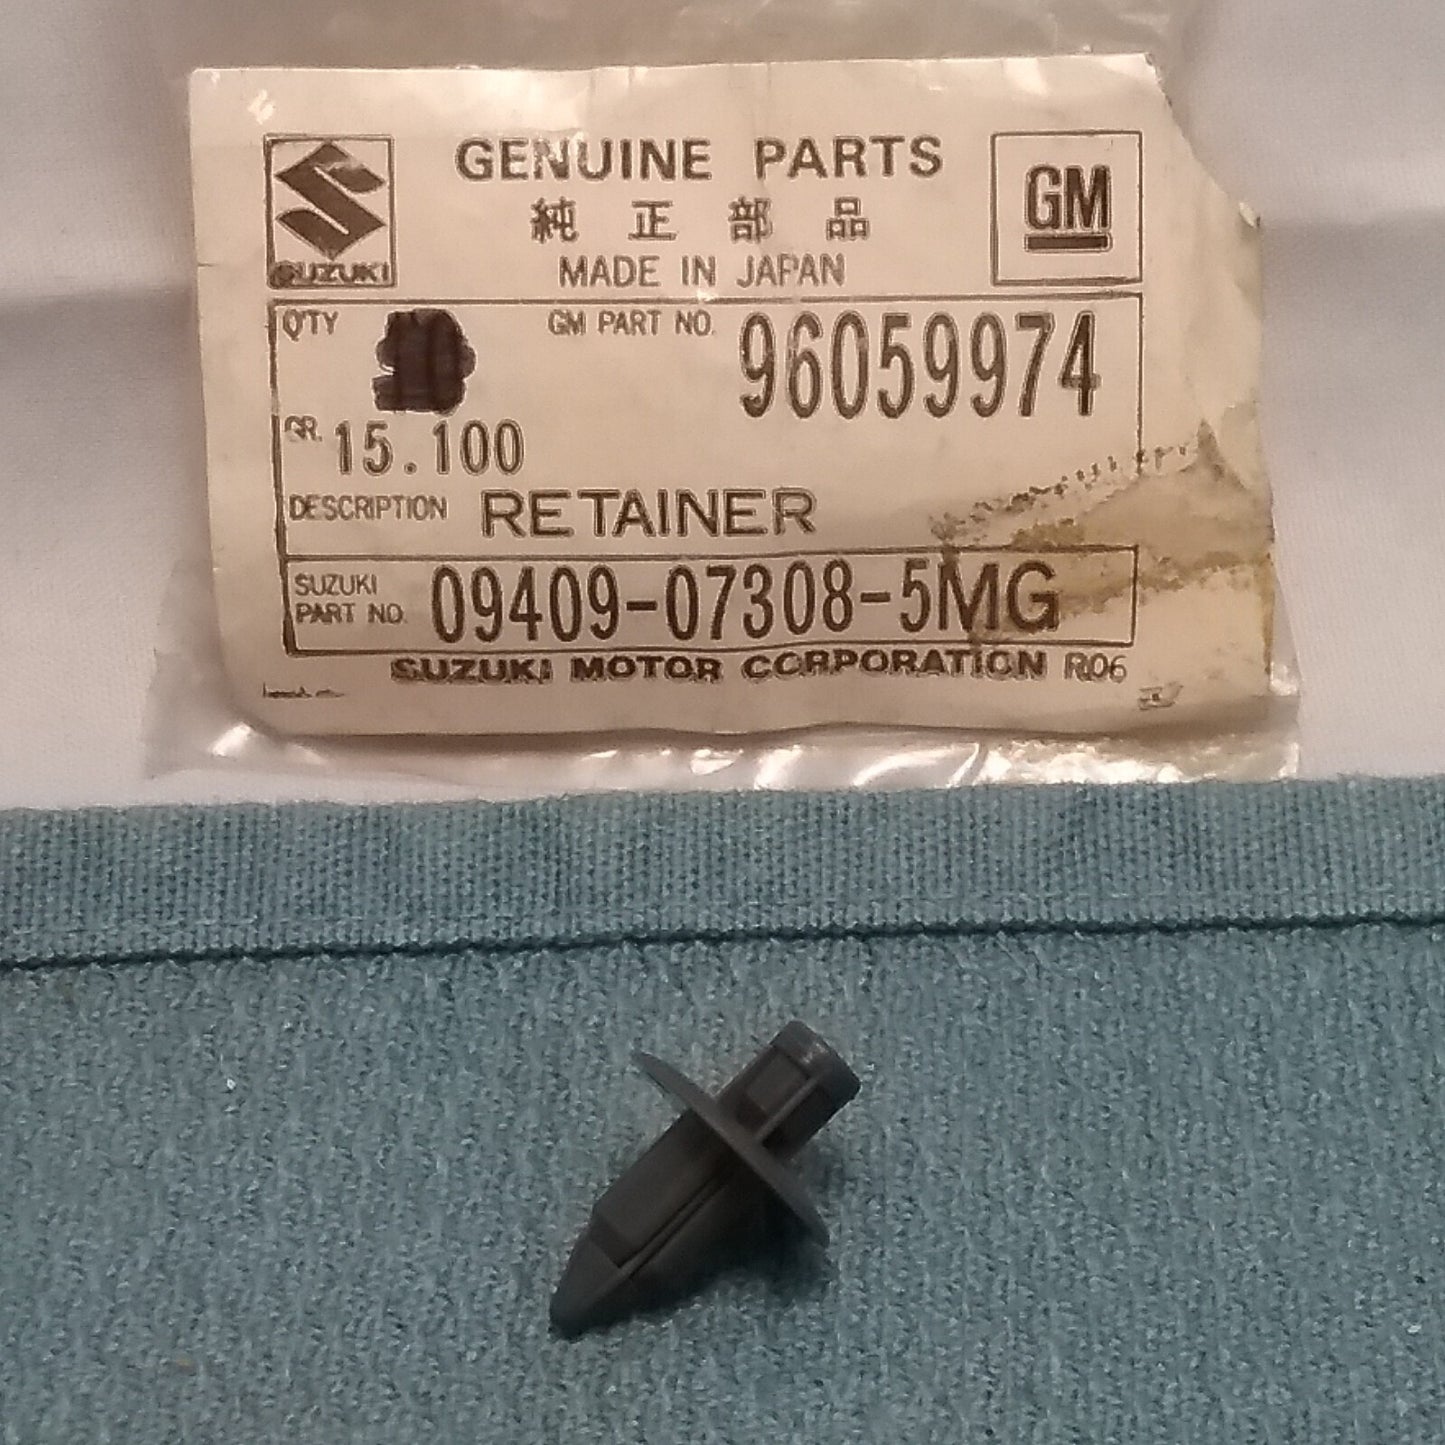 GENUINE PARTS
純正部品
MADE IN JAPAN
SUZUKI
GM
Q'TY
GM PART NO. 96059974
GR. 15.100
DESCRIPTION RETAINER
SUZUKI
PART NO. 09409-07308-5MG
SUZUKI MOTOR CORPORATION R06